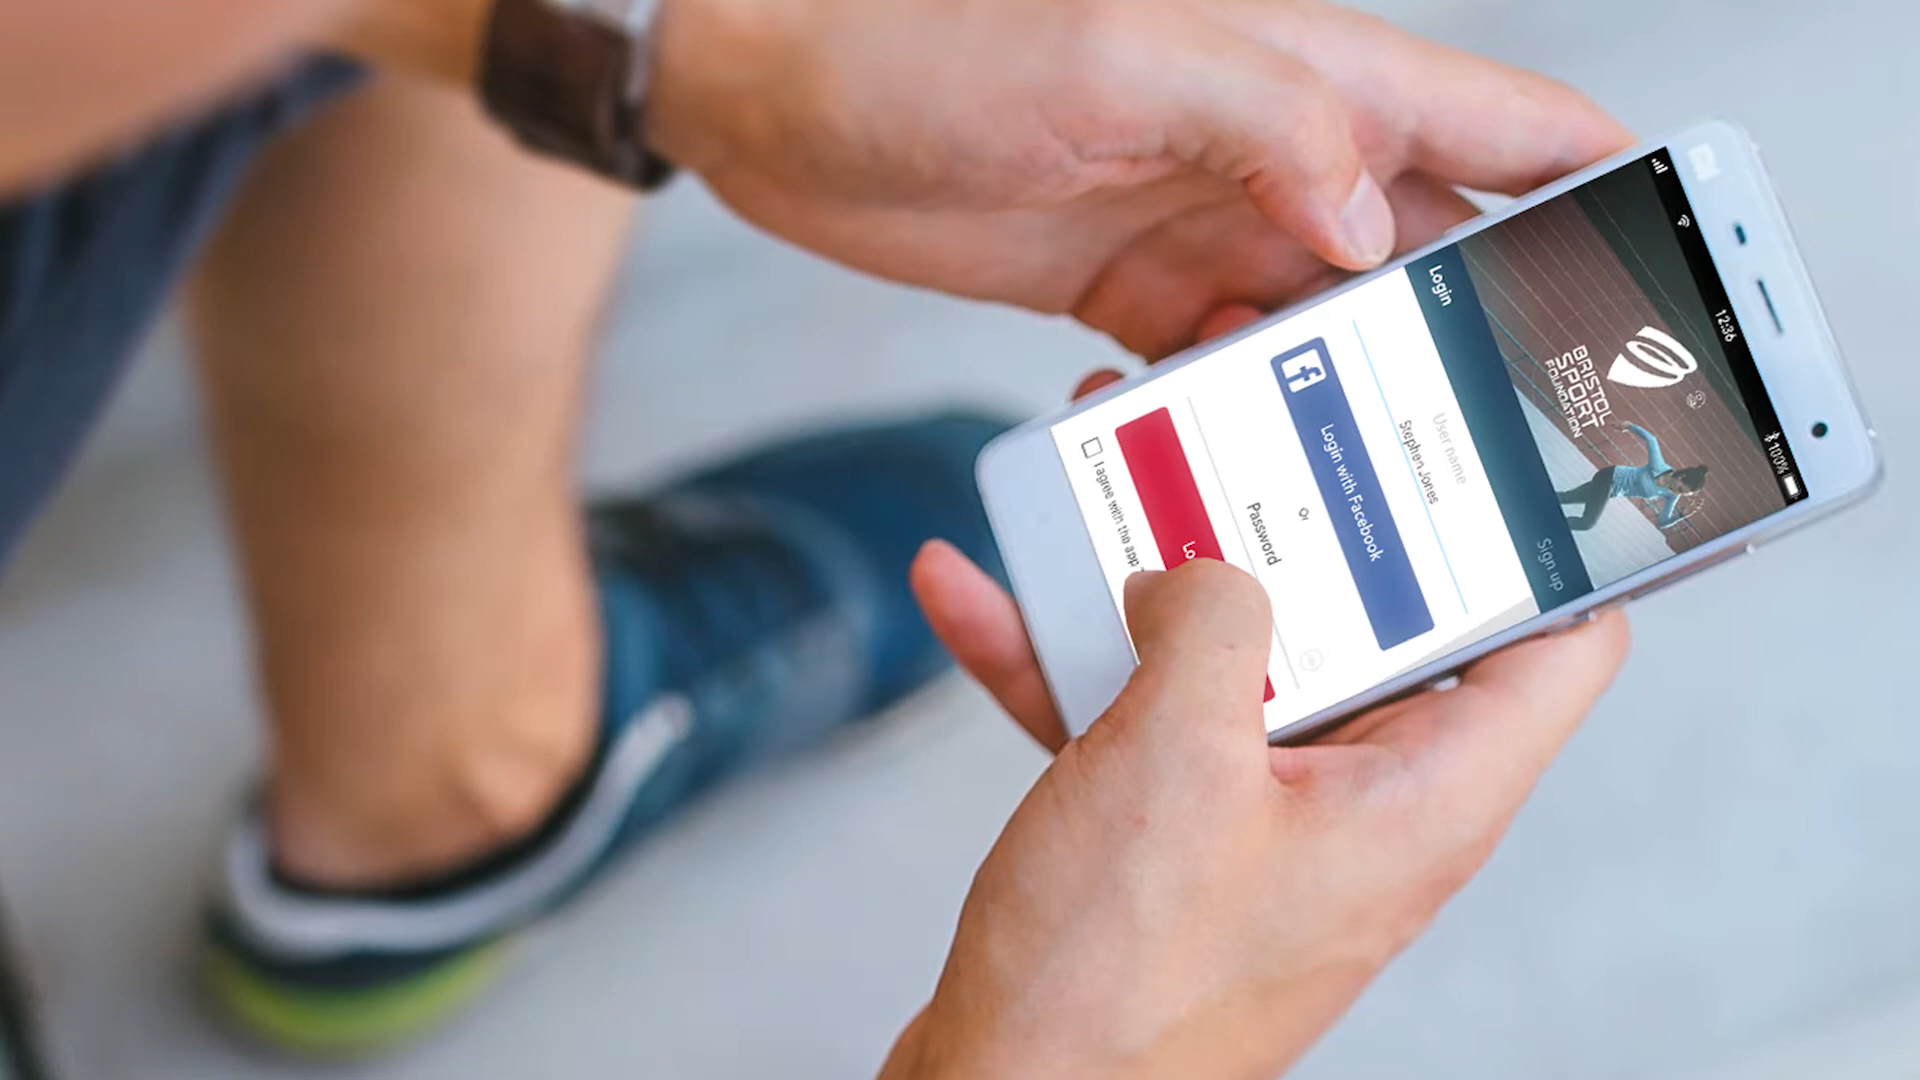 12:36
100%
BRISTOL
SPORT
FOUNDATION
Login
Sign up
User name
Stephen Jones
Login with Facebook
Or
Password
Lo
I agree with the app